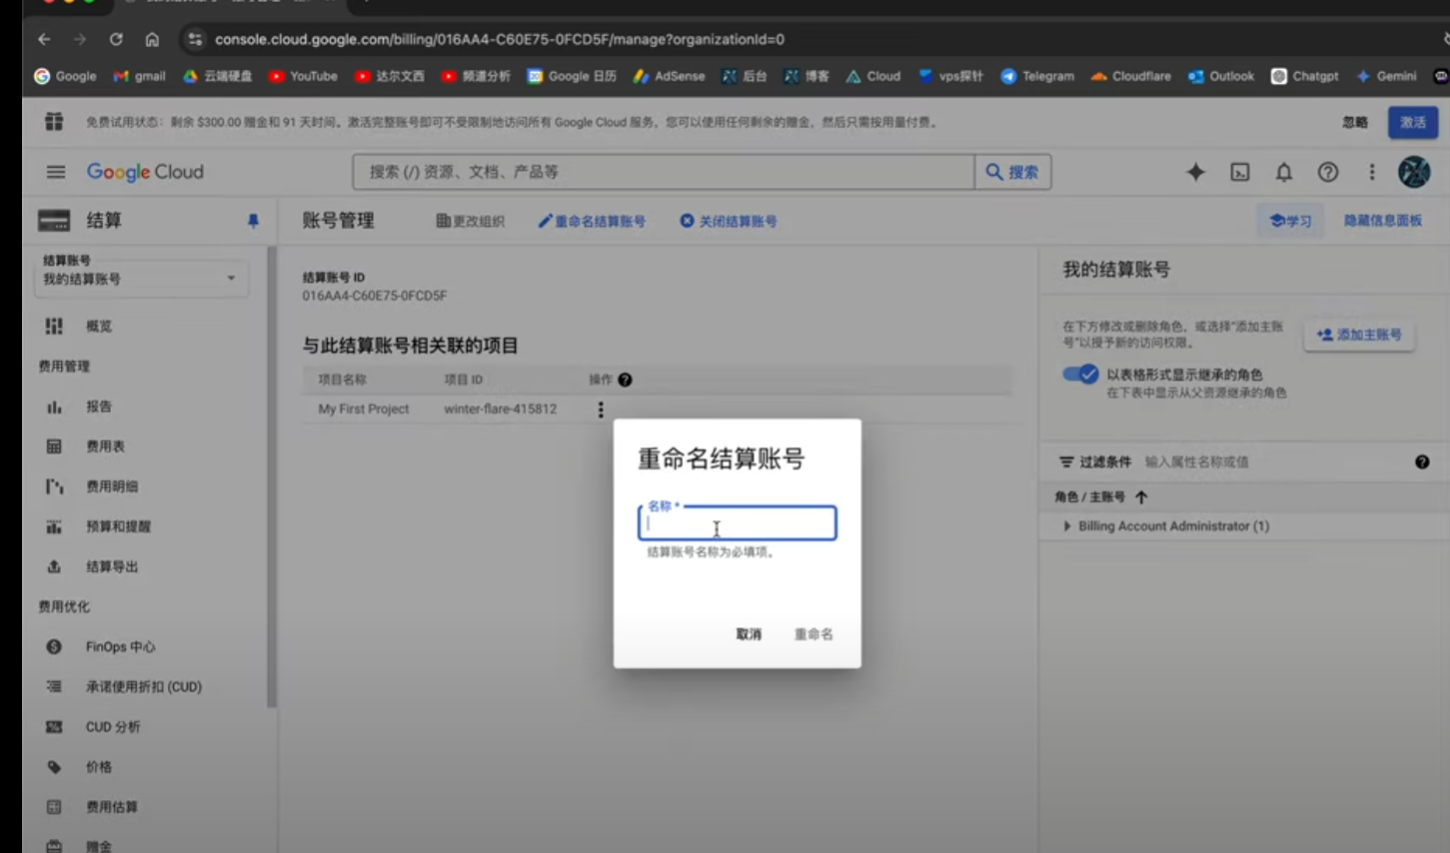 console.cloud.google.com/billing/016AA4-C60E75-0FCD5F/manage?organizationId=0
Google gmail 云端硬盘 YouTube 达尔文西 频道分析 Google 日历 AdSense 后台 博客 Cloud vps探针 Telegram Cloudflare Outlook Chatgpt Gemini
免费试用状态：剩余 $300.00 赠金和 91 天时间。激活完整账号即可不受限制地访问所有 Google Cloud 服务。您可以使用任何剩余的赠金，然后只需按用量付费。 忽略 激活
Google Cloud 搜索 (/) 资源、文档、产品等 搜索
结算 账号管理 更改组织 重命名结算账号 关闭结算账号 学习 隐藏信息面板
结算账号
我的结算账号
概览
费用管理
报告
费用表
费用明细
预算和提醒
结算导出
费用优化
FinOps 中心
承诺使用折扣 (CUD)
CUD 分析
价格
费用估算
赠金
结算账号 ID
016AA4-C60E75-0FCD5F
与此结算账号相关联的项目
项目名称 项目 ID 操作
My First Project winter-flare-415812
重命名结算账号
名称 *
结算账号名称为必填项。
取消 重命名
我的结算账号
在下方修改或删除角色，或选择“添加主账
号”以授予新的访问权限。
添加主账号
以表格形式显示继承的角色
在下表中显示从父资源继承的角色
过滤条件 输入属性名称或值
角色 / 主账号
Billing Account Administrator (1)